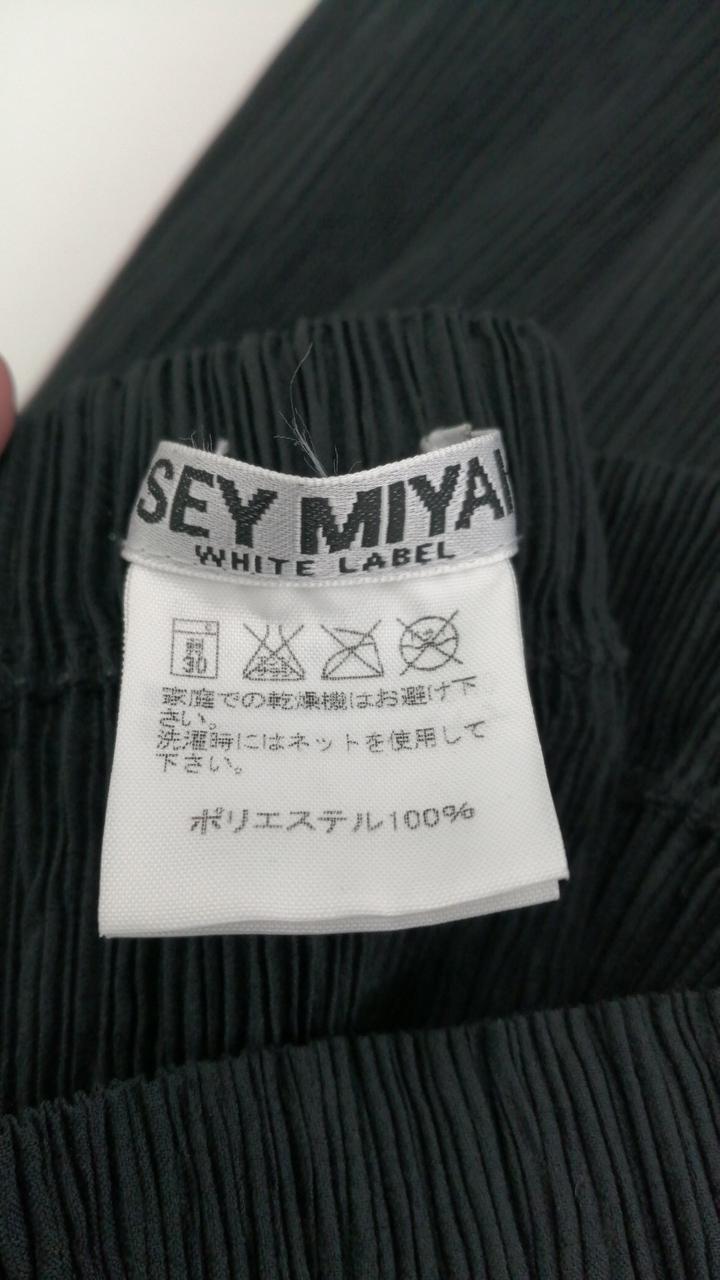 SEY MIYA
WHITE LABEL
弱
30
家庭での乾燥機はお避け下
さい。
洗濯時にはネットを使用して
下さい。
ポリエステル100%